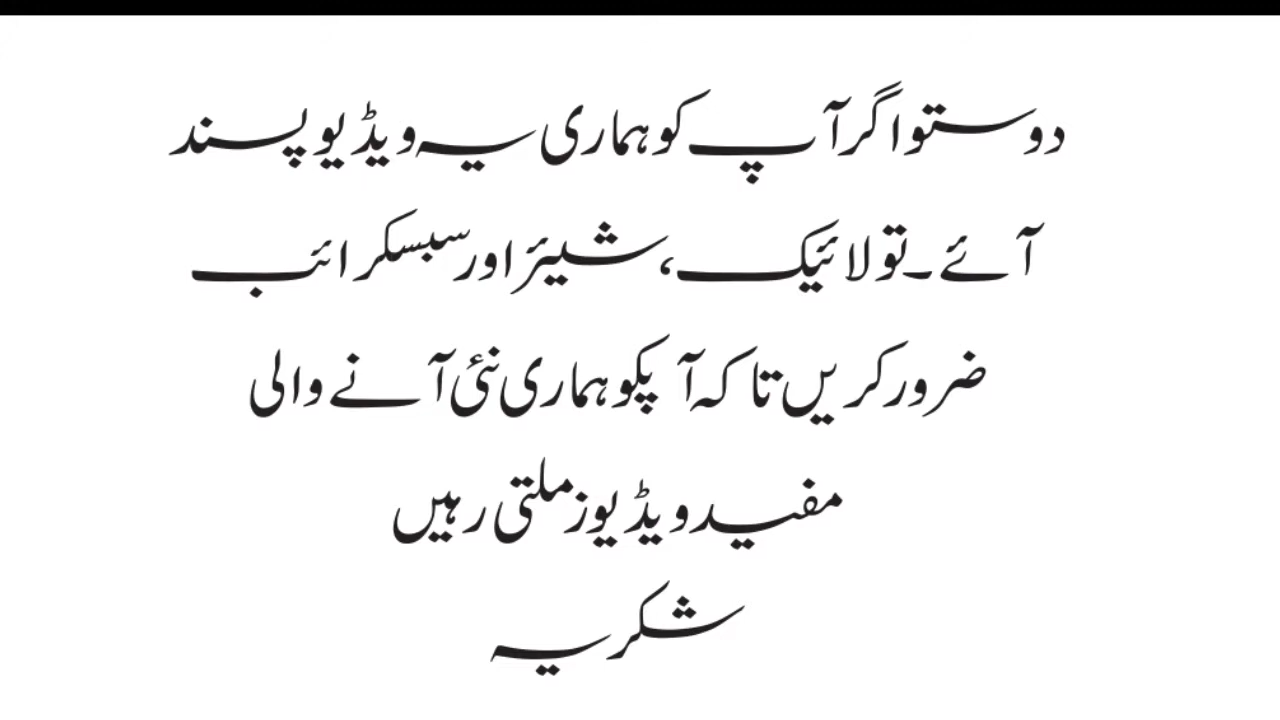 دوستو اگر آپ کو ہماری یہ ویڈیو پسند
آئے۔ تو لائیک، شیئر اور سبسکرائب
ضرور کریں تاکہ آپکو ہماری نئی آنے والی
مفید ویڈیوز ملتی رہیں
شکریہ